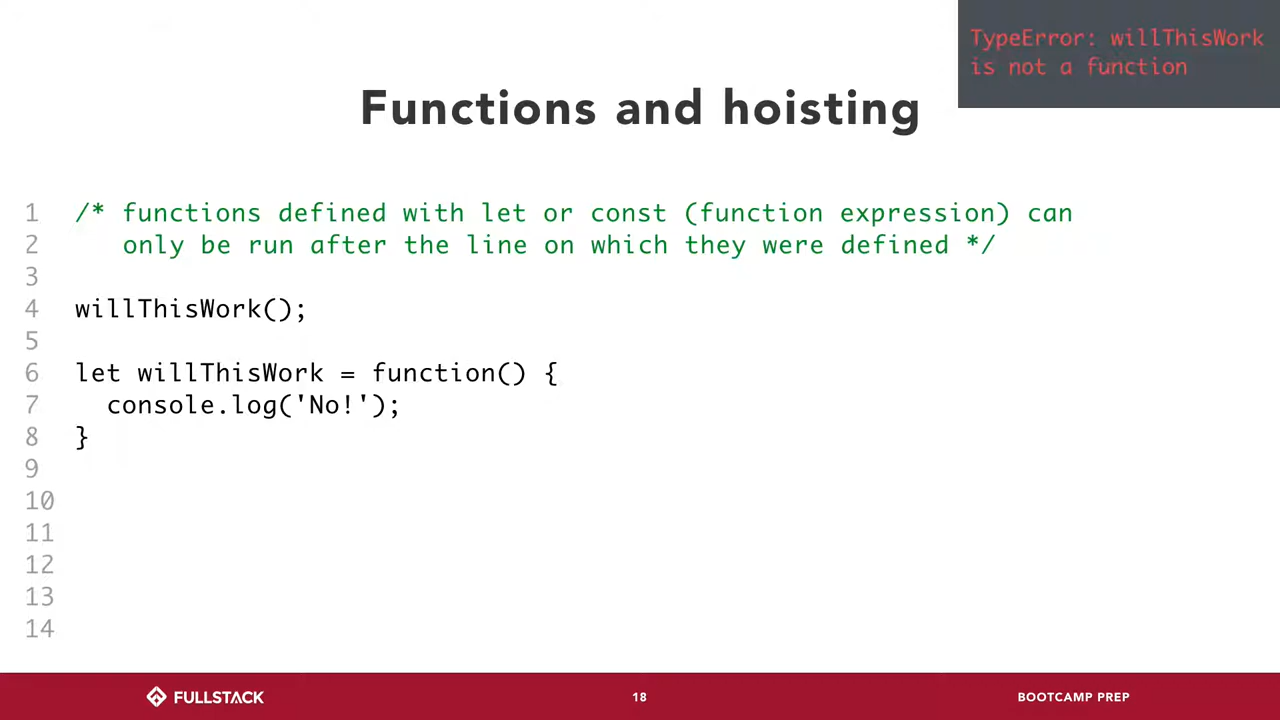 TypeError: willThisWork
is not a function
Functions and hoisting
1 /* functions defined with let or const (function expression) can
2 only be run after the line on which they were defined */
3
4 willThisWork();
5
6 let willThisWork = function() {
7 console.log('No!');
8 }
9
10
11
12
13
14
FULLSTACK 18 BOOTCAMP PREP